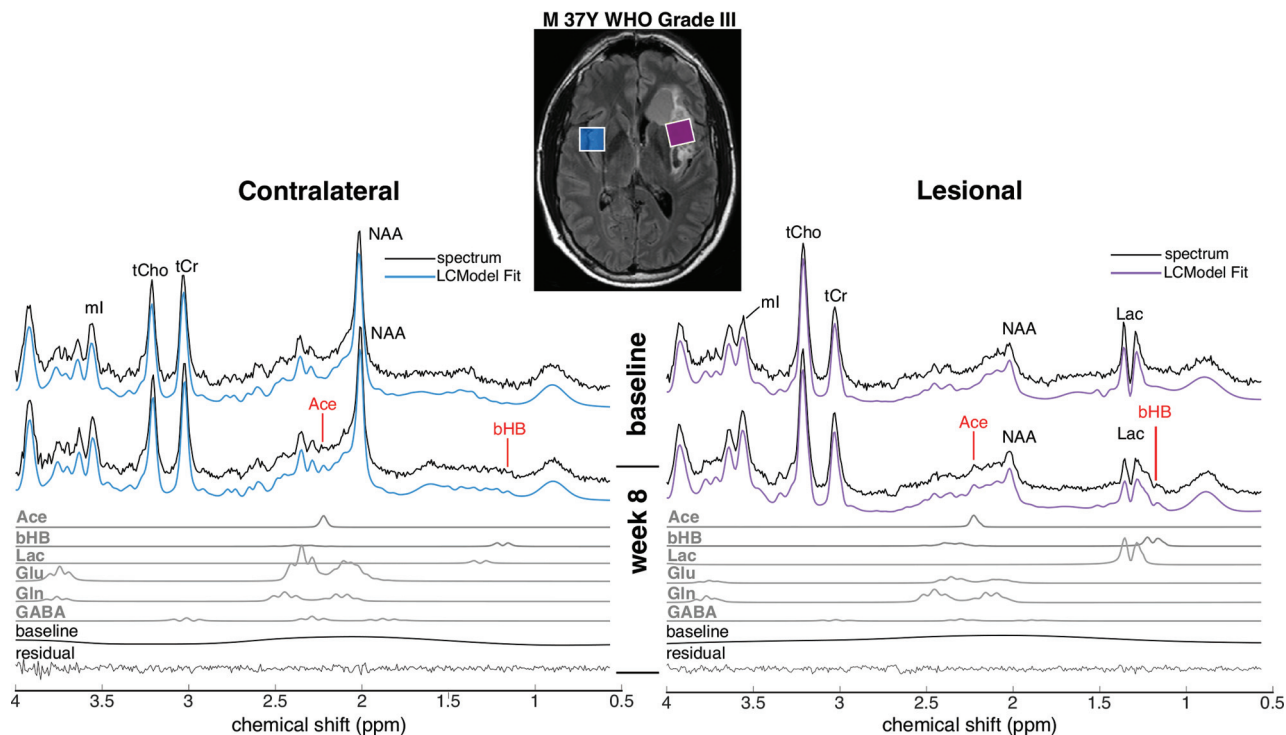 M 37Y WHO Grade III
Contralateral
Lesional
NAA
spectrum
LCModel Fit
tCho
tCr
mI
NAA
Ace
bHB
tCho
spectrum
LCModel Fit
mI
tCr
NAA
Lac
Ace
NAA
Lac
bHB
baseline
week 8
Ace
bHB
Lac
Glu
Gln
GABA
baseline
residual
Ace
bHB
Lac
Glu
Gln
GABA
baseline
residual
4 3.5 3 2.5 2 1.5 1 0.5
chemical shift (ppm)
4 3.5 3 2.5 2 1.5 1 0.5
chemical shift (ppm)